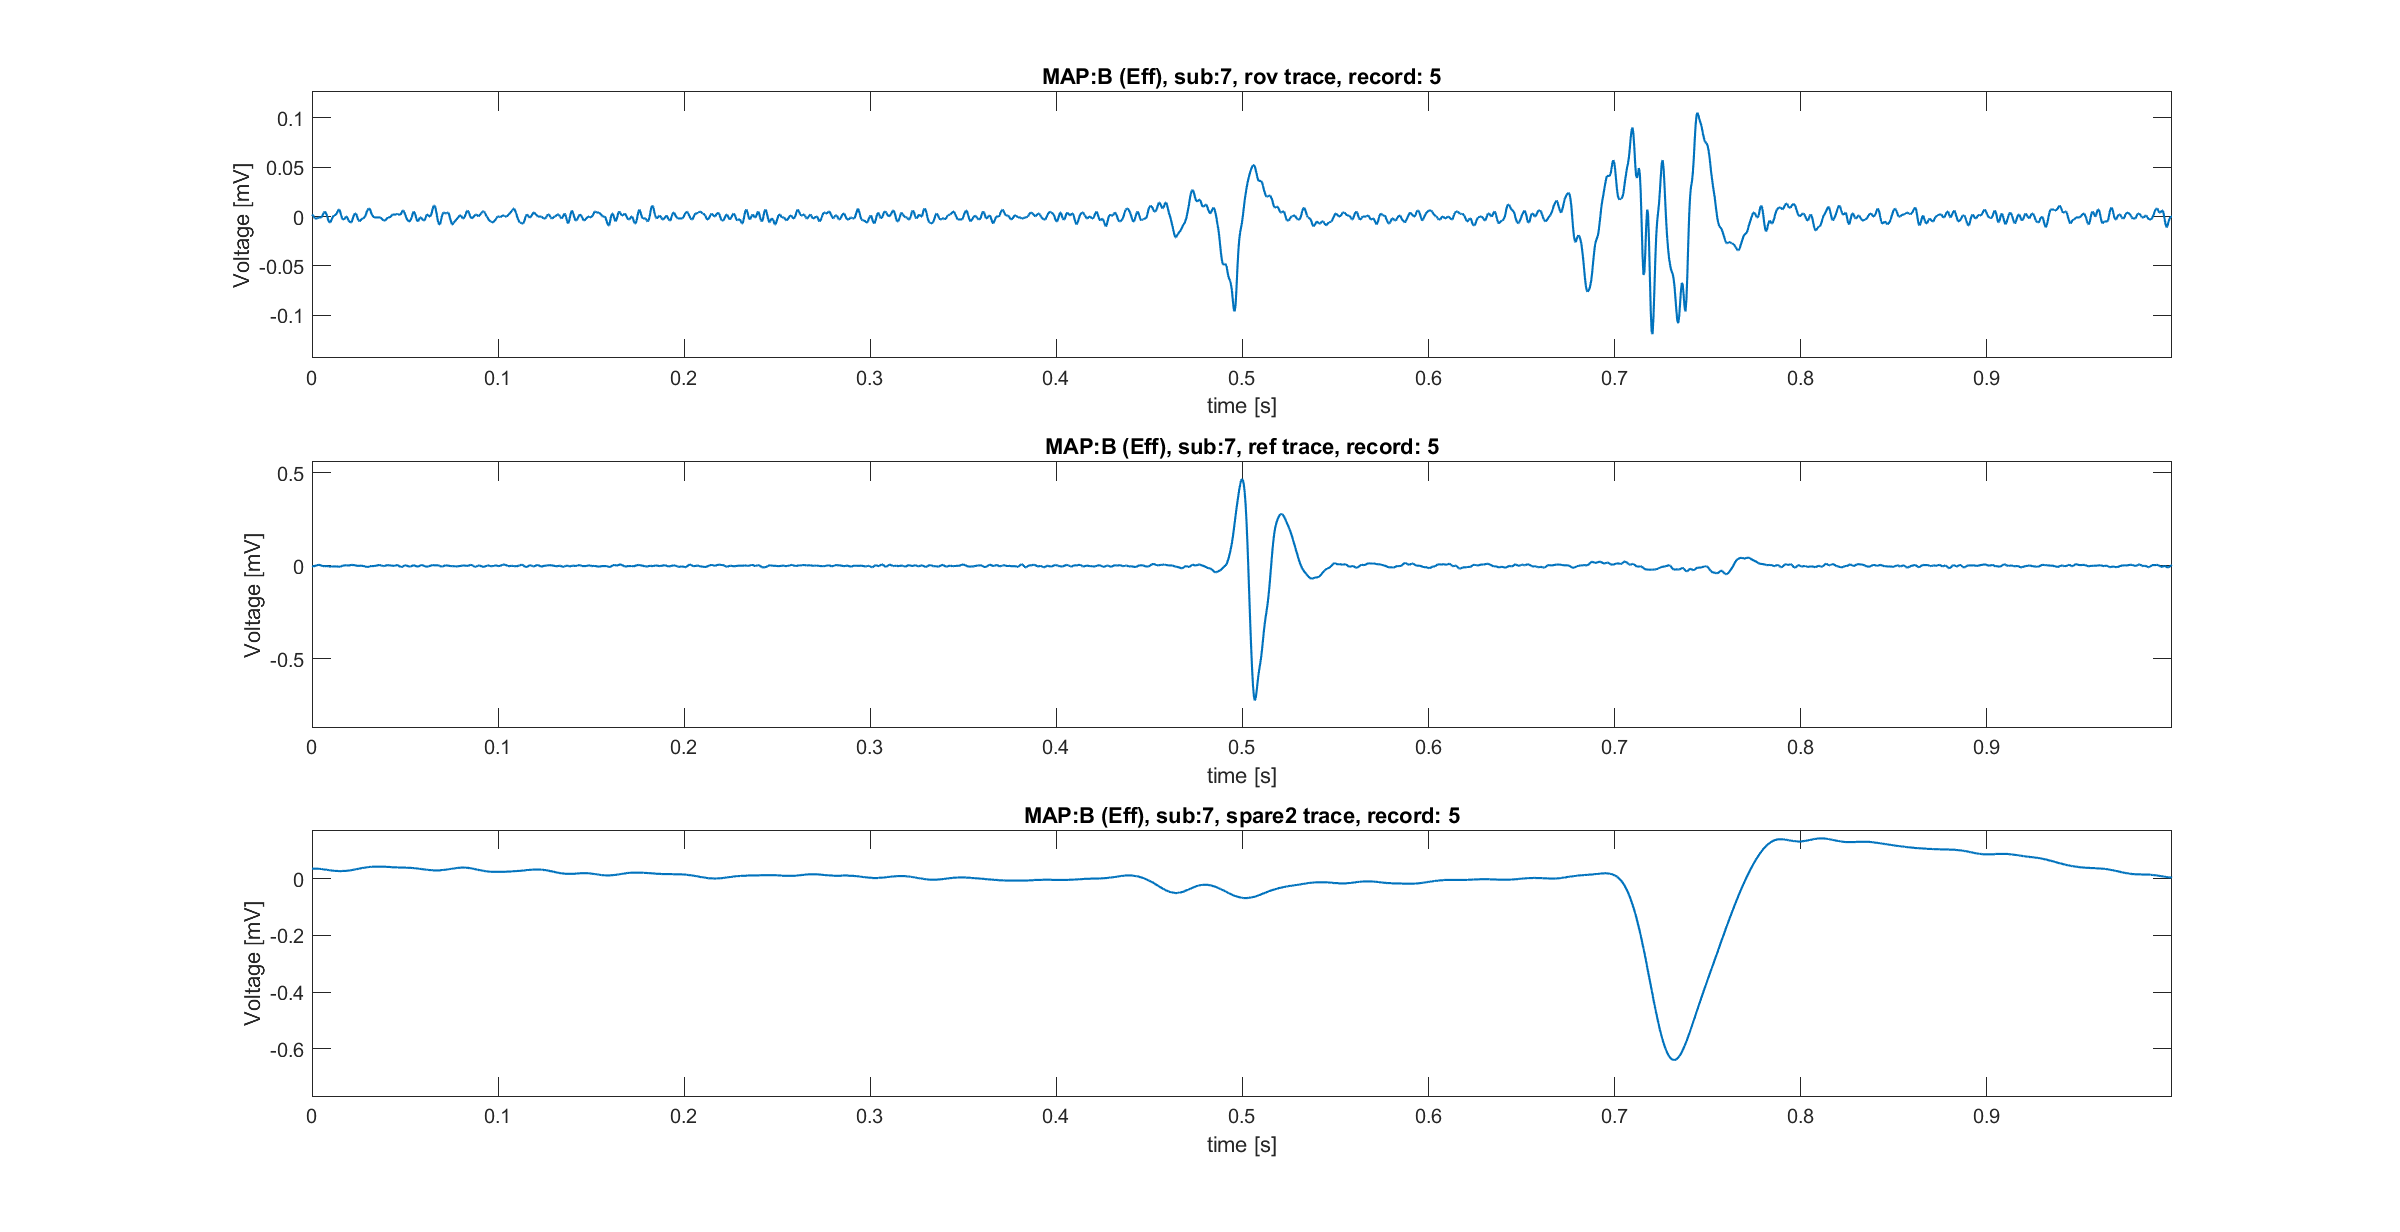 MAP:B (Eff), sub:7, rov trace, record: 5
Voltage [mV]
0.1
0.05
0
-0.05
-0.1
0 0.1 0.2 0.3 0.4 0.5 0.6 0.7 0.8 0.9
time [s]
MAP:B (Eff), sub:7, ref trace, record: 5
Voltage [mV]
0.5
0
-0.5
0 0.1 0.2 0.3 0.4 0.5 0.6 0.7 0.8 0.9
time [s]
MAP:B (Eff), sub:7, spare2 trace, record: 5
Voltage [mV]
0
-0.2
-0.4
-0.6
0 0.1 0.2 0.3 0.4 0.5 0.6 0.7 0.8 0.9
time [s]